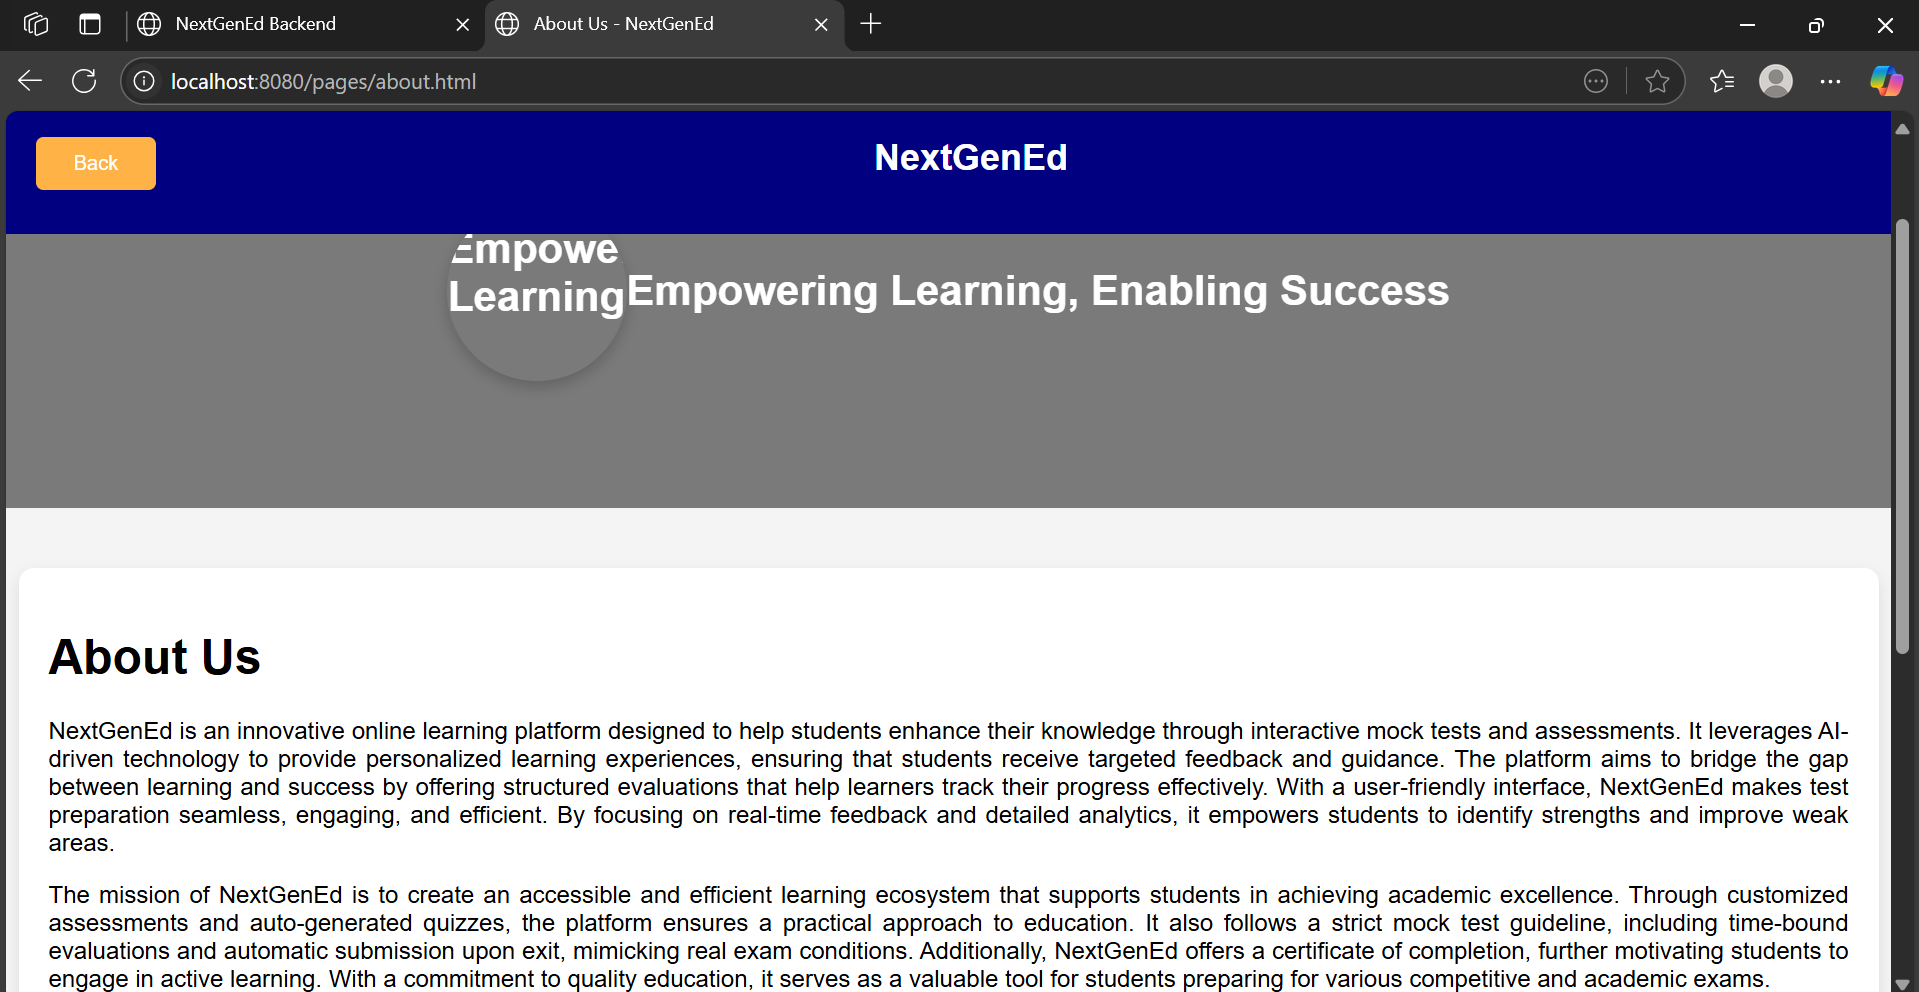 NextGenEd Backend
About Us - NextGenEd
localhost:8080/pages/about.html
Back
NextGenEd
Empowe
Learning
Empowering Learning, Enabling Success
About Us
NextGenEd is an innovative online learning platform designed to help students enhance their knowledge through interactive mock tests and assessments. It leverages AI-
driven technology to provide personalized learning experiences, ensuring that students receive targeted feedback and guidance. The platform aims to bridge the gap
between learning and success by offering structured evaluations that help learners track their progress effectively. With a user-friendly interface, NextGenEd makes test
preparation seamless, engaging, and efficient. By focusing on real-time feedback and detailed analytics, it empowers students to identify strengths and improve weak
areas.
The mission of NextGenEd is to create an accessible and efficient learning ecosystem that supports students in achieving academic excellence. Through customized
assessments and auto-generated quizzes, the platform ensures a practical approach to education. It also follows a strict mock test guideline, including time-bound
evaluations and automatic submission upon exit, mimicking real exam conditions. Additionally, NextGenEd offers a certificate of completion, further motivating students to
engage in active learning. With a commitment to quality education, it serves as a valuable tool for students preparing for various competitive and academic exams.